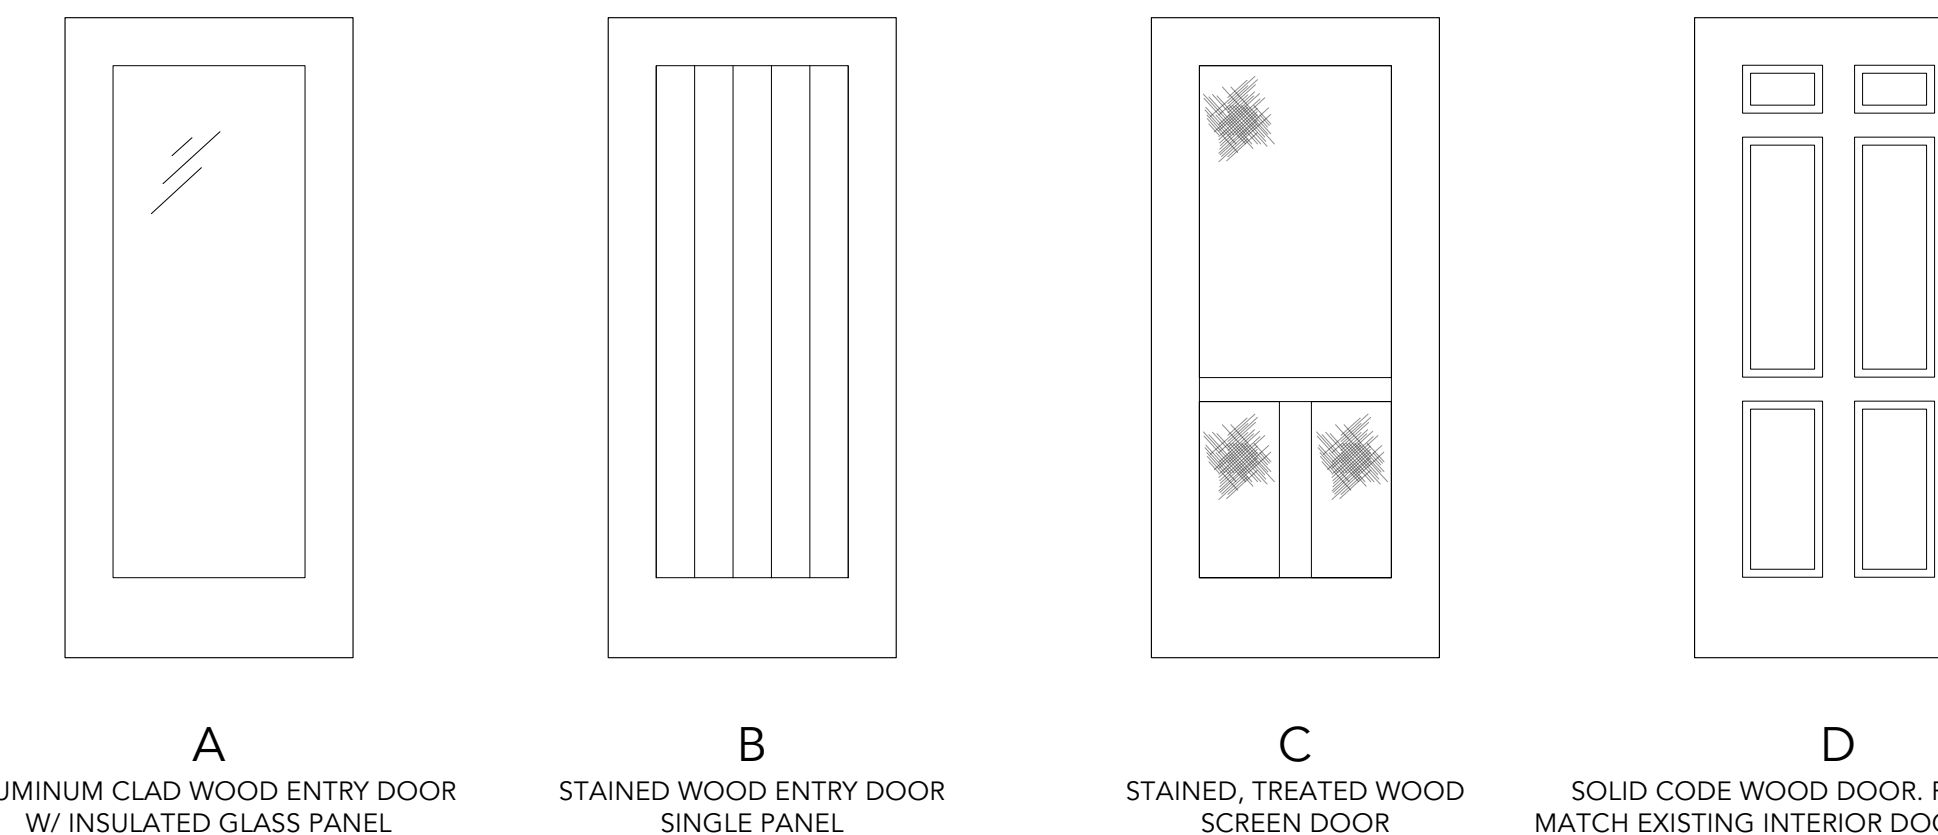 A
UMINUM CLAD WOOD ENTRY DOOR
W/ INSULATED GLASS PANEL
B
STAINED WOOD ENTRY DOOR
SINGLE PANEL
C
STAINED, TREATED WOOD
SCREEN DOOR
D
SOLID CODE WOOD DOOR.
MATCH EXISTING INTERIOR